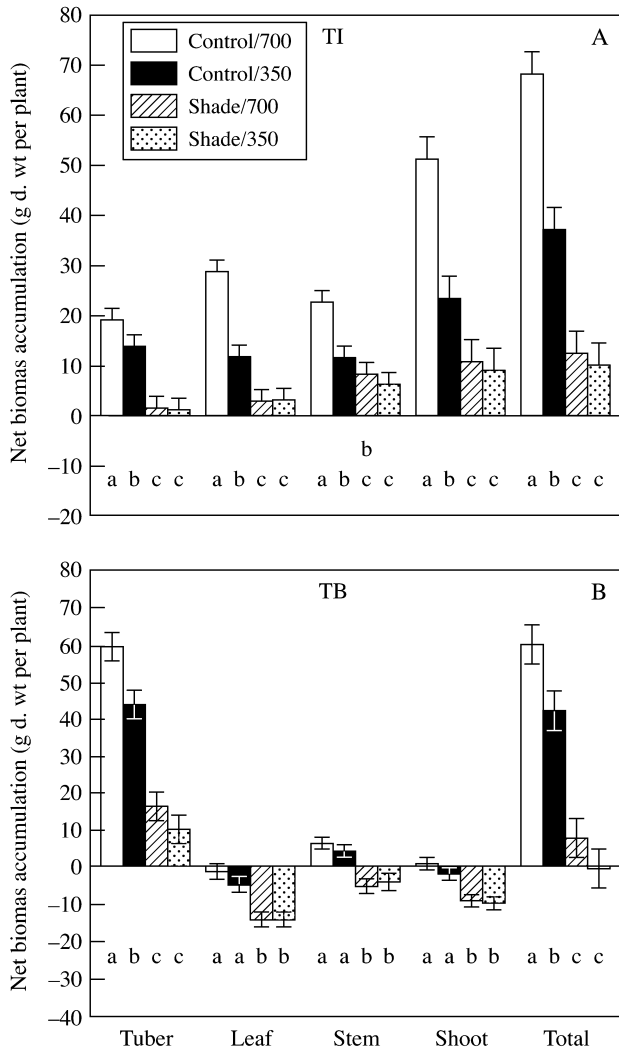 80
70
60
50
40
30
20
10
0
−10
−20
Net biomas accumulation (g d. wt per plant)
Control/700
Control/350
Shade/700
Shade/350
TI
A
b
a b c c a b c c a b c c a b c c a b c c
80
70
60
50
40
30
20
10
0
−10
−20
−30
−40
Net biomas accumulation (g d. wt per plant)
TB
B
a b c c a a b b a a b b a a b b a b c c
Tuber Leaf Stem Shoot Total